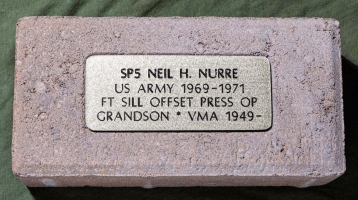 SP5 NEIL H. NURRE
US ARMY 1969-1971
FT SILL OFFSET PRESS OP
GRANDSON * VMA 1949-